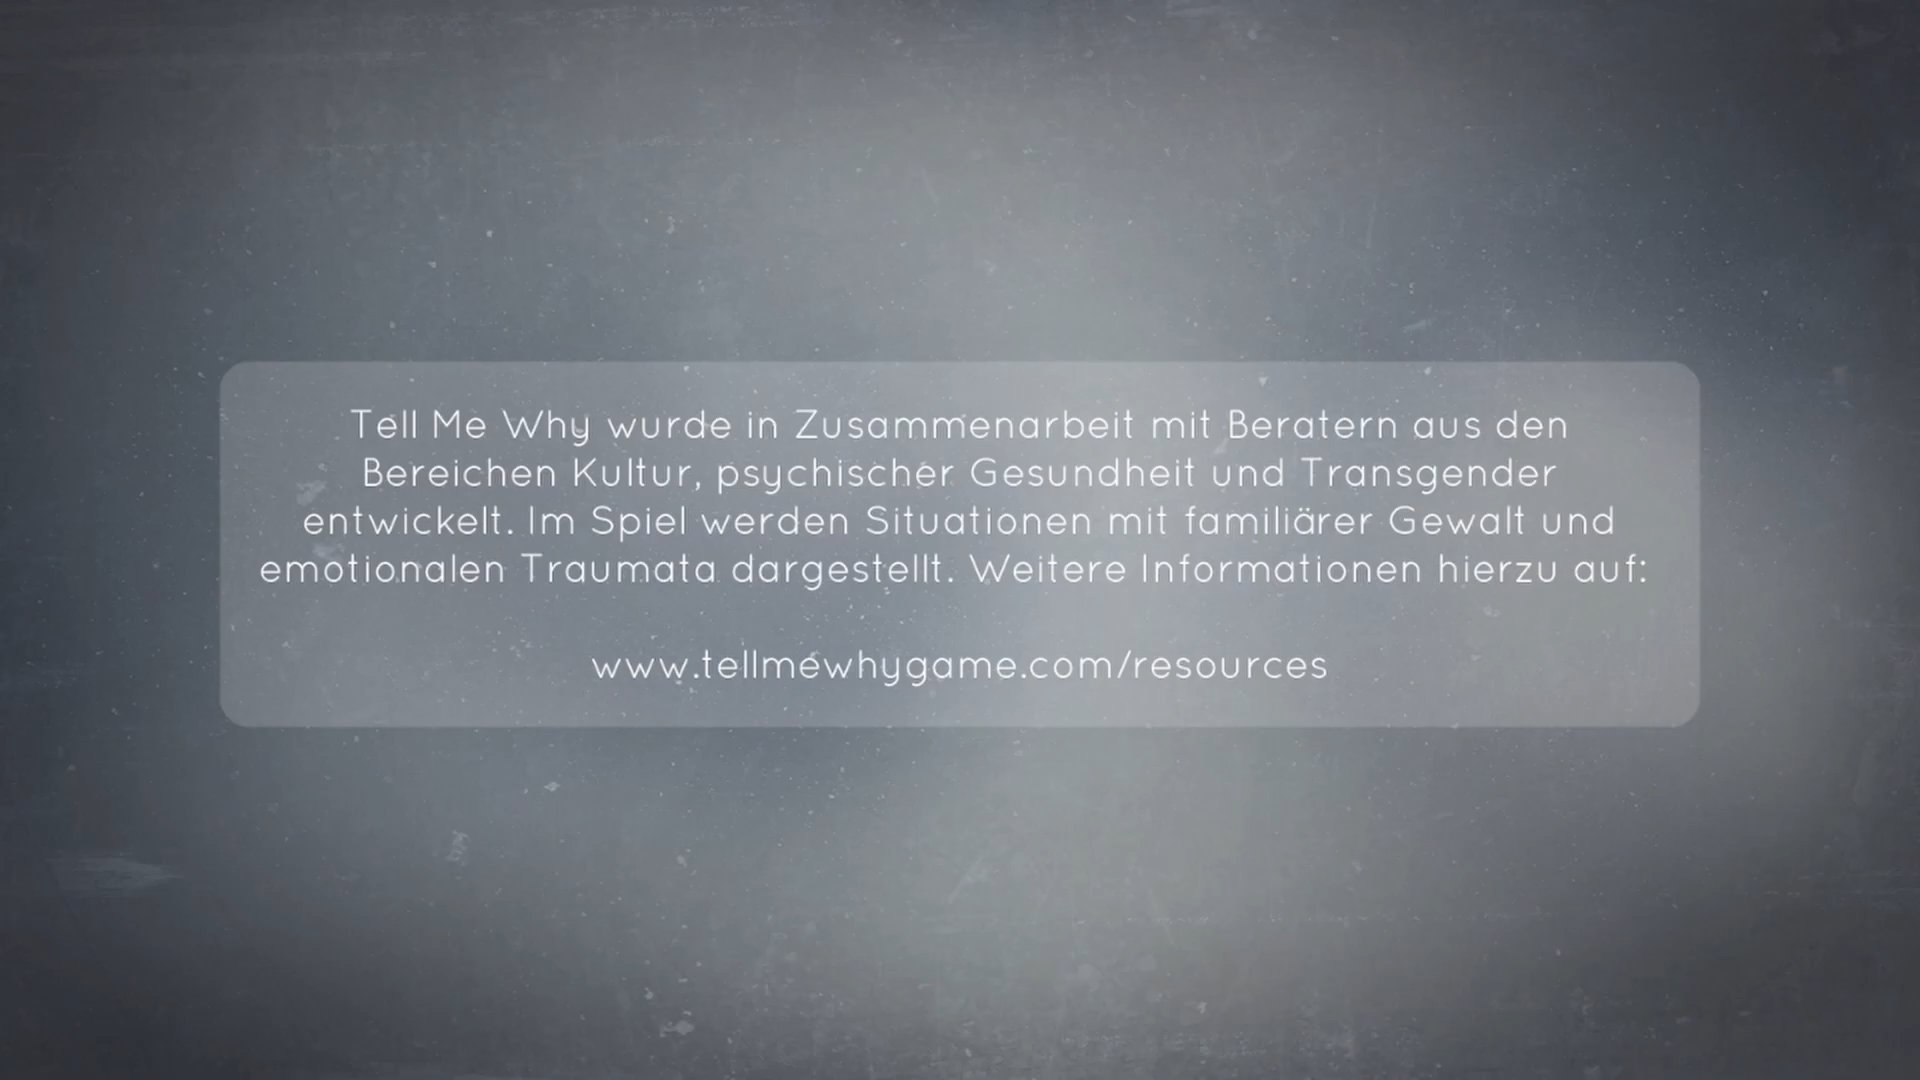 Tell Me Why wurde in Zusammenarbeit mit Beratern aus den
Bereichen Kultur, psychischer Gesundheit und Transgender
entwickelt. Im Spiel werden Situationen mit familiärer Gewalt und
emotionalen Traumata dargestellt. Weitere Informationen hierzu auf:
www.tellmewhygame.com/resources